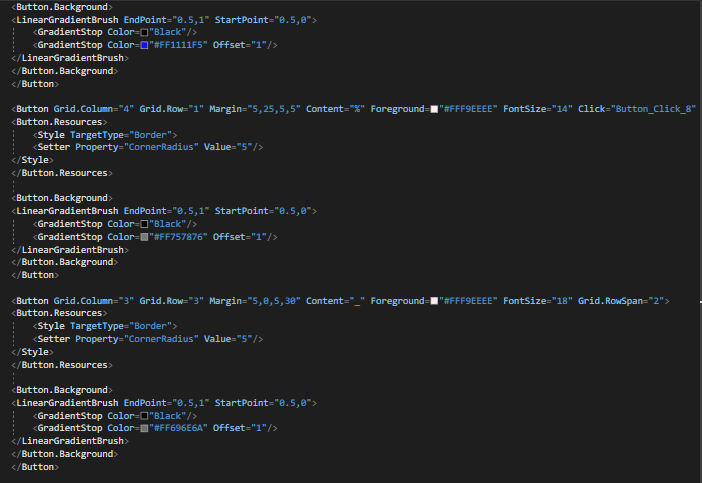 <Button.Background>
<LinearGradientBrush EndPoint="0.5,1" StartPoint="0.5,0">
<GradientStop Color="Black"/>
<GradientStop Color="#FF1111F5" Offset="1"/>
</LinearGradientBrush>
</Button.Background>
</Button>
<Button Grid.Column="4" Grid.Row="1" Margin="5,25,5,5" Content="%" Foreground="#FFF9EEEE" FontSize="14" Click="Button_Click_8"
<Button.Resources>
<Style TargetType="Border">
<Setter Property="CornerRadius" Value="5"/>
</Style>
</Button.Resources>
<Button.Background>
<LinearGradientBrush EndPoint="0.5,1" StartPoint="0.5,0">
<GradientStop Color="Black"/>
<GradientStop Color="#FF757876" Offset="1"/>
</LinearGradientBrush>
</Button.Background>
</Button>
<Button Grid.Column="3" Grid.Row="3" Margin="5,0,5,30" Content="_" Foreground="#FFF9EEEE" FontSize="18" Grid.RowSpan="2">
<Button.Resources>
<Style TargetType="Border">
<Setter Property="CornerRadius" Value="5"/>
</Style>
</Button.Resources>
<Button.Background>
<LinearGradientBrush EndPoint="0.5,1" StartPoint="0.5,0">
<GradientStop Color="Black"/>
<GradientStop Color="#FF696E6A" Offset="1"/>
</LinearGradientBrush>
</Button.Background>
</Button>